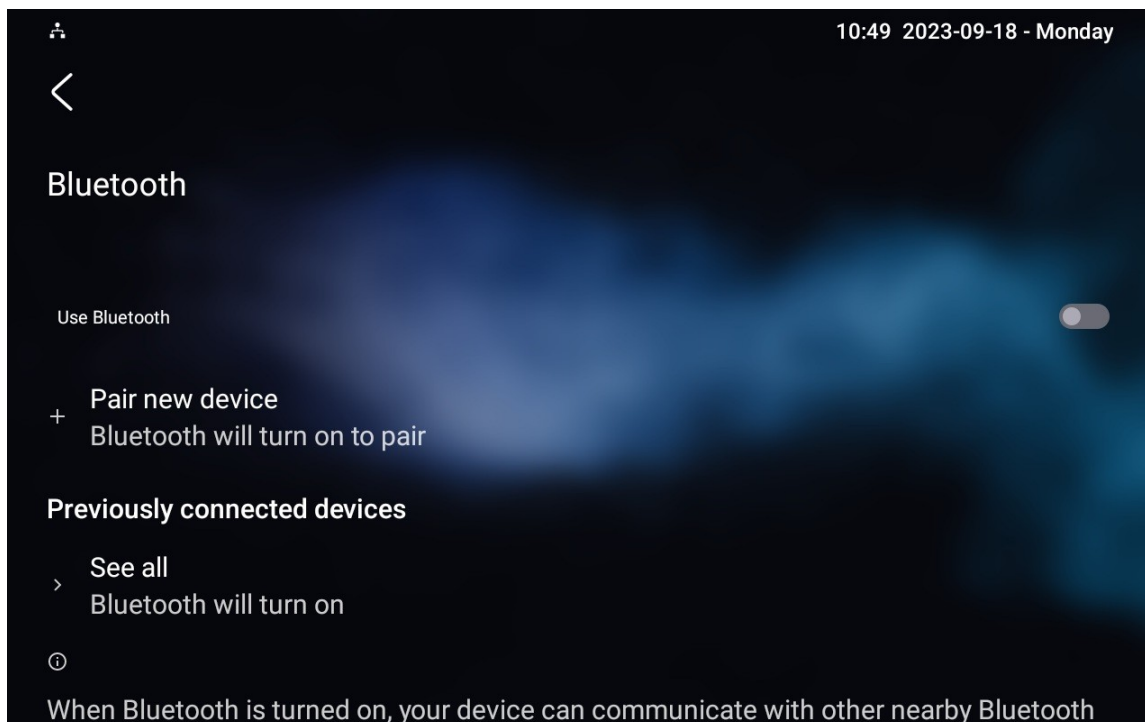 10:49 2023-09-18 - Monday
Bluetooth
Use Bluetooth
Pair new device
Bluetooth will turn on to pair
Previously connected devices
See all
Bluetooth will turn on
When Bluetooth is turned on, your device can communicate with other nearby Bluetooth